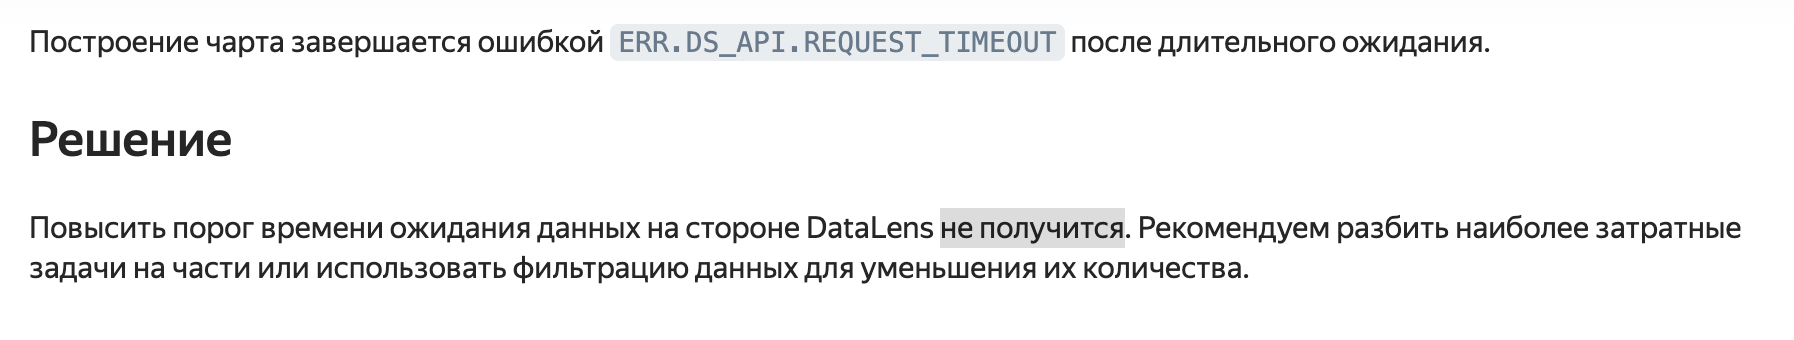 Построение чарта завершается ошибкой ERR.DS_API.REQUEST_TIMEOUT после длительного ожидания.
Решение
Повысить порог времени ожидания данных на стороне DataLens не получится. Рекомендуем разбить наиболее затратные
задачи на части или использовать фильтрацию данных для уменьшения их количества.